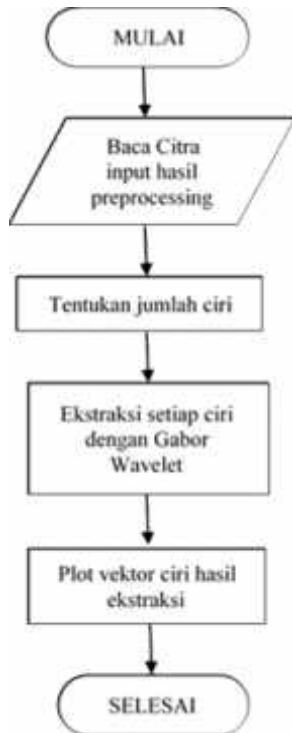 MULAI
Baca Citra
input hasil
preprocessing
Tentukan jumlah ciri
Ekstraksi setiap ciri
dengan Gabor
Wavelet
Plot vektor ciri hasil
ekstraksi
SELESAI